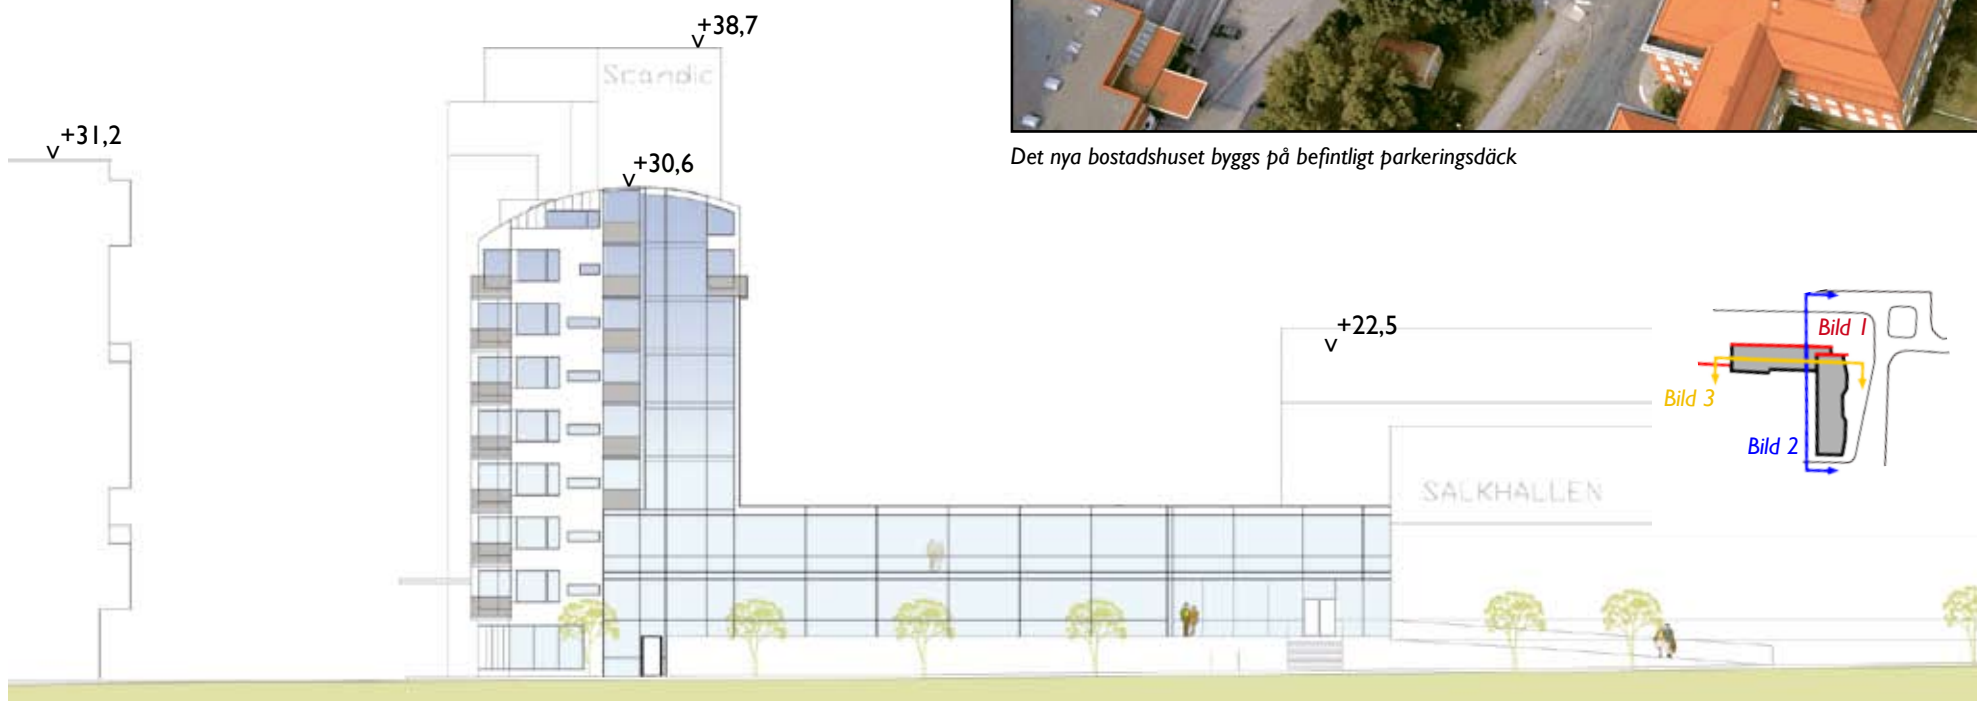 +38,7
Scandic
+31,2
+30,6
Det nya bostadshuset byggs på befintligt parkeringsdäck
+22,5
Bild 1
Bild 3
Bild 2
SALKHALLEN